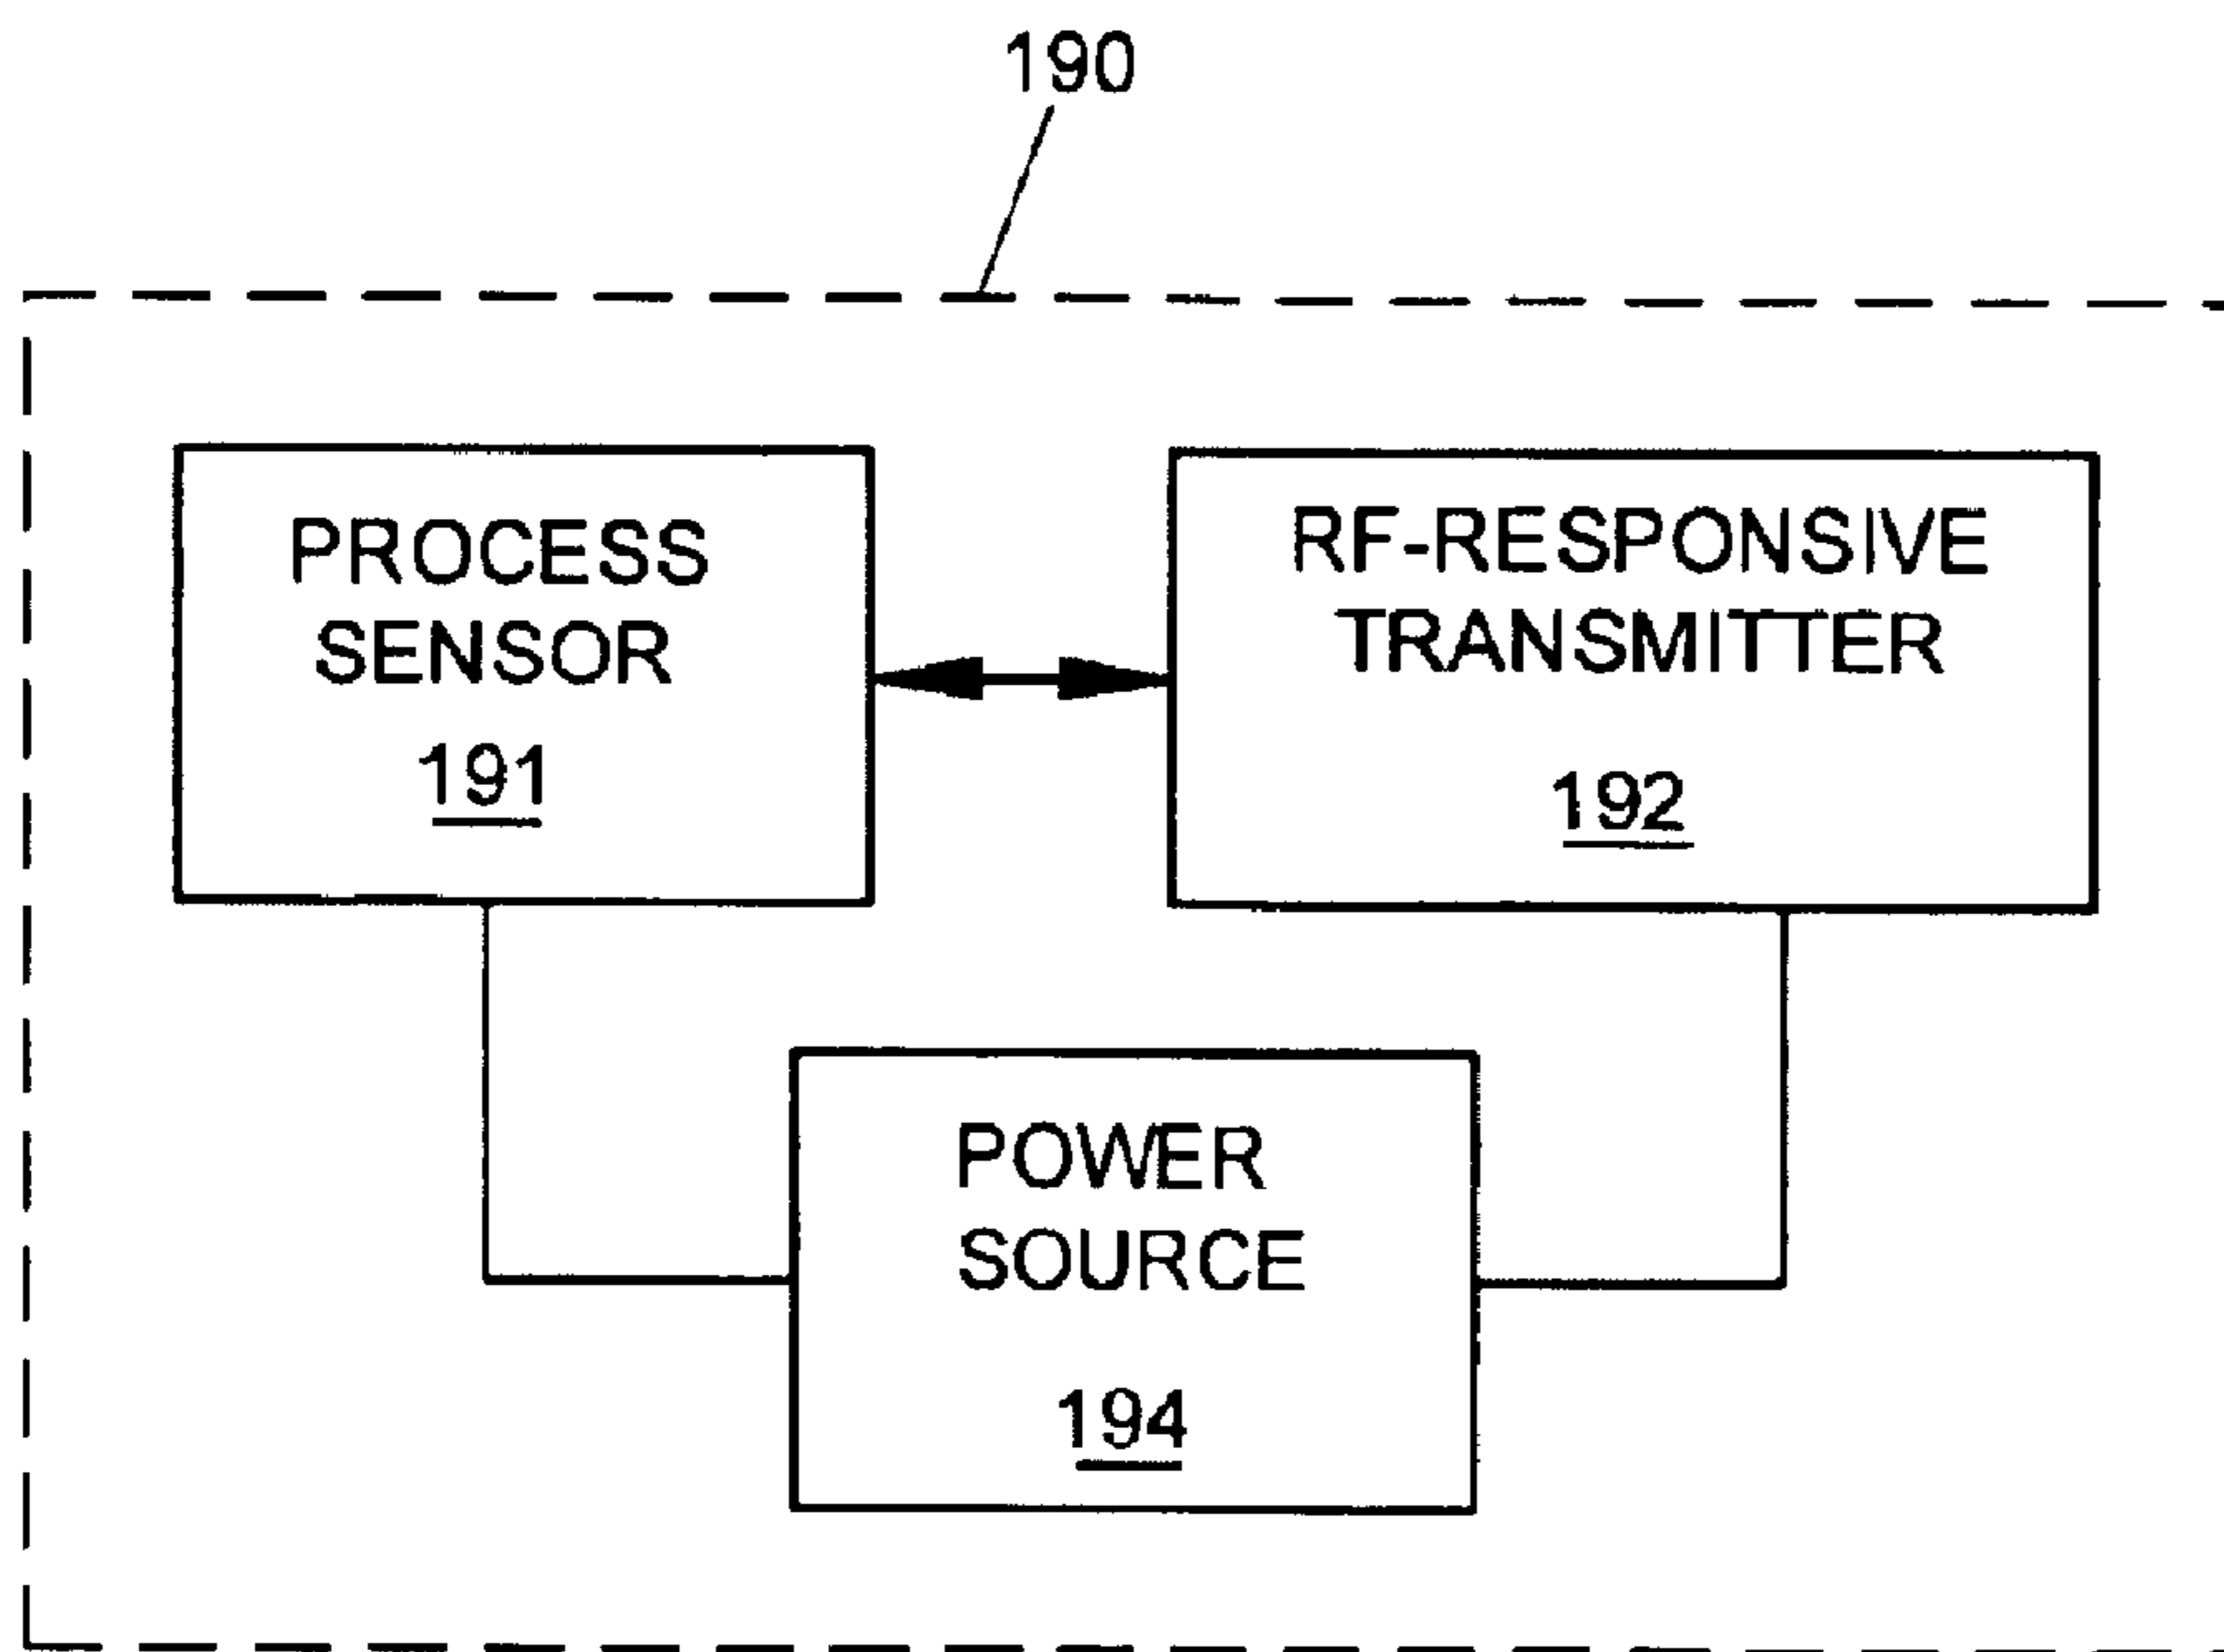 190
PROCESS
SENSOR
191
RF-RESPONSIVE
TRANSMITTER
192
POWER
SOURCE
194